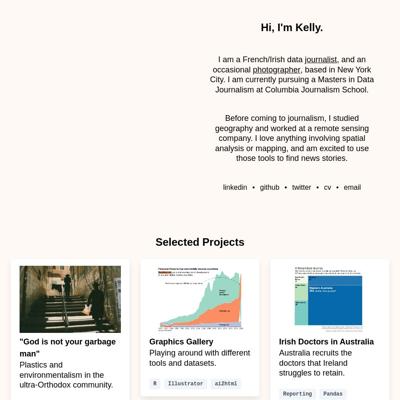 Hi, I'm Kelly.
I am a French/Irish data journalist, and an
occasional photographer, based in New York
City. I am currently pursuing a Masters in Data
Journalism at Columbia Journalism School.
Before coming to journalism, I studied
geography and worked at a remote sensing
company. I love anything involving spatial
analysis or mapping, and am excited to use
those tools to find news stories.
linkedin • github • twitter • cv • email
Selected Projects
"God is not your garbage
man"
Plastics and
environmentalism in the
ultra-Orthodox community.
Graphics Gallery
Playing around with different
tools and datasets.
R Illustrator ai2html
Irish Doctors in Australia
Australia recruits the
doctors that Ireland
struggles to retain.
Reporting Pandas